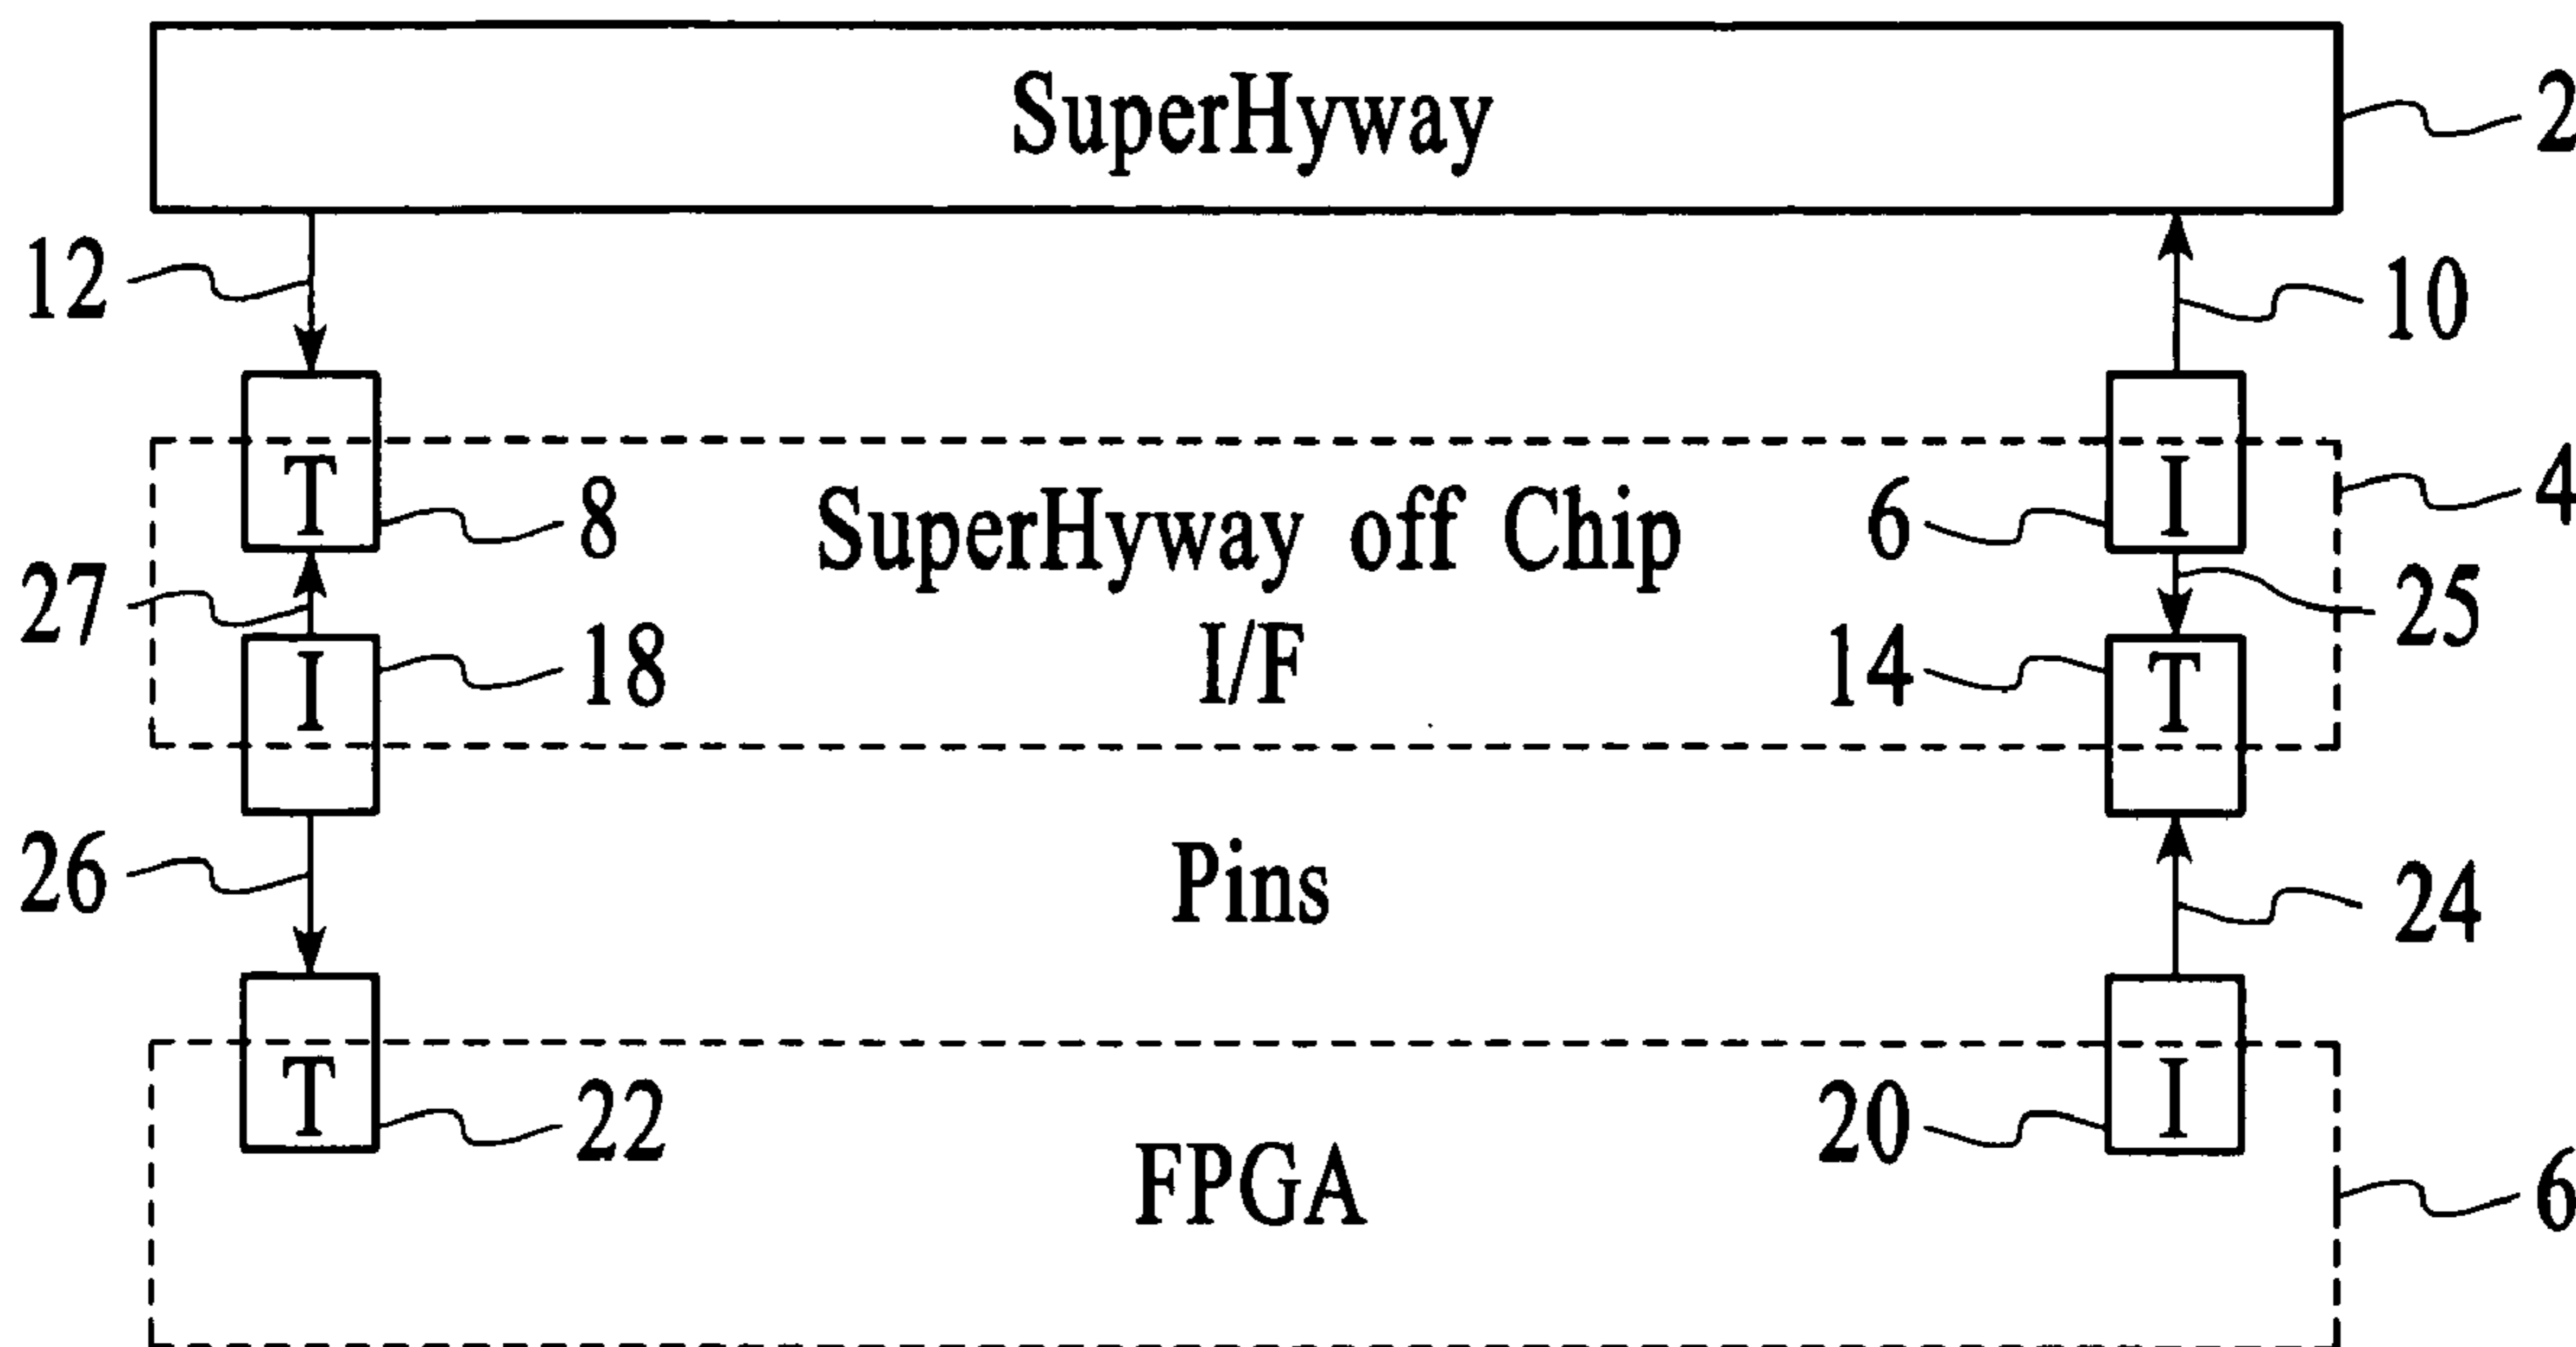 SuperHyway
2
12
10
T
I
8
SuperHyway off Chip
6
4
27
25
I
18
I/F
14
T
26
Pins
24
T
22
20
I
FPGA
6